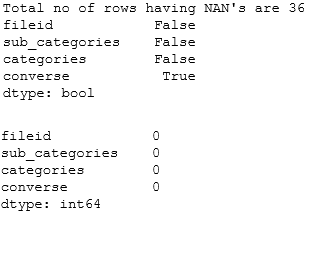 Total no of rows having NAN's are 36
fileid            False
sub_categories    False
categories        False
converse           True
dtype: bool
fileid            0
sub_categories    0
categories        0
converse          0
dtype: int64